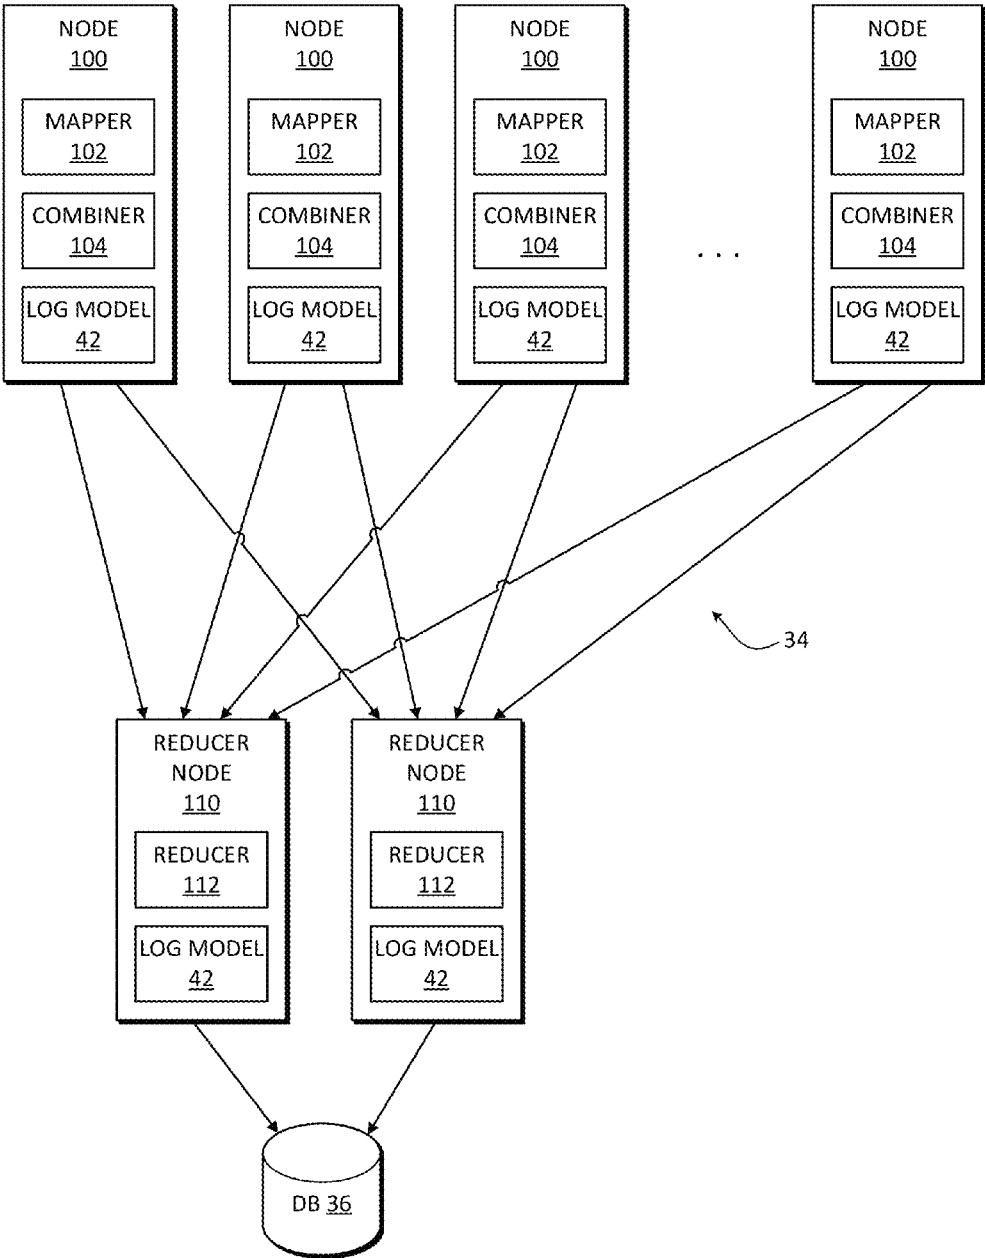 NODE
100
MAPPER
102
COMBINER
104
LOG MODEL
42
NODE
100
MAPPER
102
COMBINER
104
LOG MODEL
42
NODE
100
MAPPER
102
COMBINER
104
LOG MODEL
42
. . .
NODE
100
MAPPER
102
COMBINER
104
LOG MODEL
42
34
REDUCER
NODE
110
REDUCER
112
LOG MODEL
42
REDUCER
NODE
110
REDUCER
112
LOG MODEL
42
DB 36